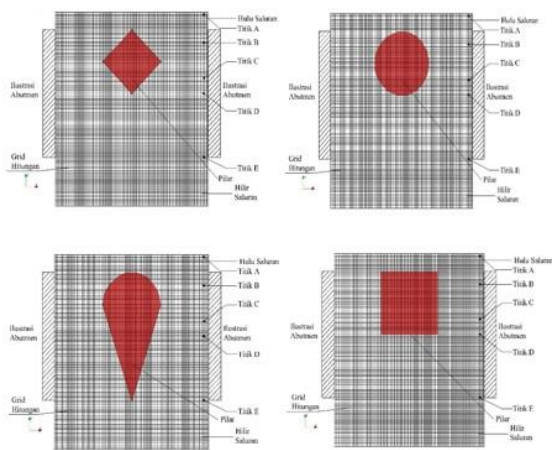 Hulu Saluran
Titik A
Titik B
Titik C
Titik D
Titik E
Ilustrasi
Abutmen
Ilustrasi
Abutmen
Grid
Hitungan
Pilar
Hilir
Saluran
Hulu Saluran
Titik A
Titik B
Titik C
Titik D
Titik E
Ilustrasi
Abutmen
Ilustrasi
Abutmen
Grid
Hitungan
Pilar
Hilir
Saluran
Hulu Saluran
Titik A
Titik B
Titik C
Titik D
Titik E
Ilustrasi
Abutmen
Ilustrasi
Abutmen
Grid
Hitungan
Pilar
Hilir
Saluran
Hulu Saluran
Titik A
Titik B
Titik C
Titik D
Titik E
Ilustrasi
Abutmen
Ilustrasi
Abutmen
Grid
Hitungan
Pilar
Hilir
Saluran